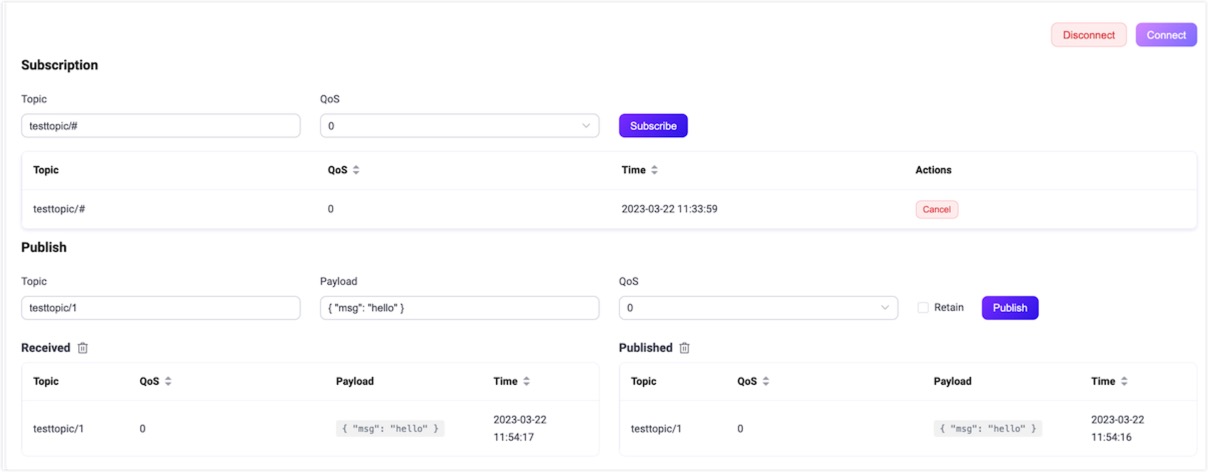 Disconnect Connect
Subscription
Topic QoS
testtopic/# 0 Subscribe
Topic QoS Time Actions
testtopic/# 0 2023-03-22 11:33:59 Cancel
Publish
Topic Payload QoS
testtopic/1 { "msg": "hello" } 0 Retain Publish
Received Published
Topic QoS Payload Time Topic QoS Payload Time
testtopic/1 0 { "msg": "hello" } 2023-03-22 testtopic/1 0 { "msg": "hello" } 2023-03-22
11:54:17 11:54:16